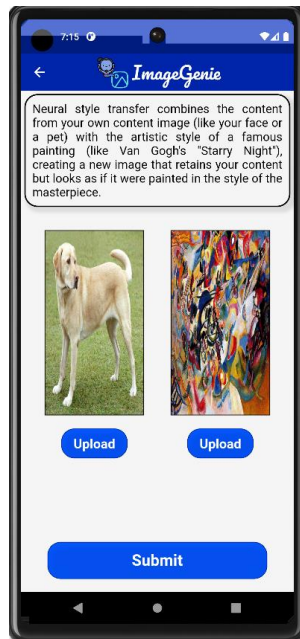 7:15
ImageGenie
Neural style transfer combines the content
from your own content image (like your face or
a pet) with the artistic style of a famous
painting (like Van Gogh's "Starry Night"),
creating a new image that retains your content
but looks as if it were painted in the style of the
masterpiece.
Upload Upload
Submit